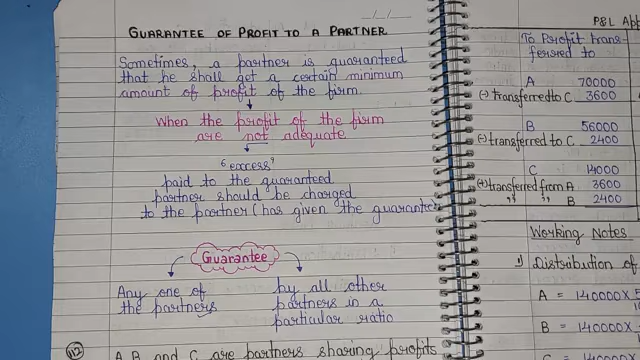 GUARANTEE OF PROFIT TO A PARTNER
Sometimes, a partner is guaranteed
that he shall get a certain minimum
amount of profit of the firm.
When the profit of the firm
are not adequate
"excess"
paid to the guaranteed
partner should be charged
to the partner (has given the guarantee)
Guarantee
Any one of
the partners
by all other
partners in a
particular ratio
112
A, B and C are partners sharing profits
P&L App
To Profit trans-
ferred to
A 70000
(-) transferred to C 3600
B 56000
(-) transferred to C 2400
C 14000
(+) transferred from A 3600
" " B 2400
Working Notes
1) Distribution of
A = 140000 x 5
10
B = 140000 x
C = 140000